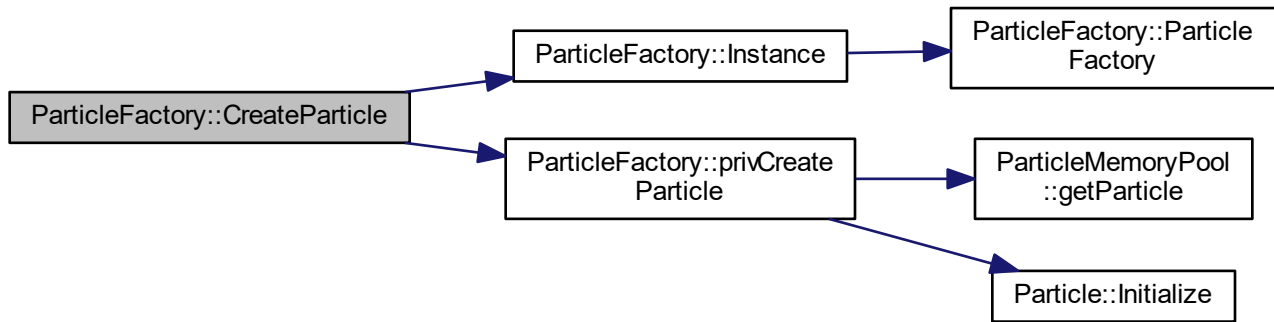 ParticleFactory::CreateParticle
ParticleFactory::Instance
ParticleFactory::Particle
Factory
ParticleFactory::privCreate
Particle
ParticleMemoryPool
::getParticle
Particle::Initialize